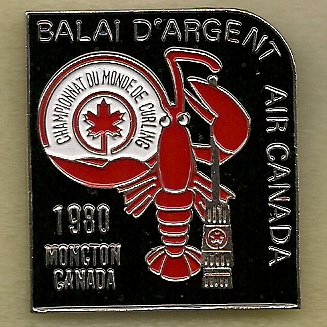 BALAI D'ARGENT
AIR CANADA
CHAMPIONNAT DU MONDE DE CURLING
1980
MONCTON
CANADA